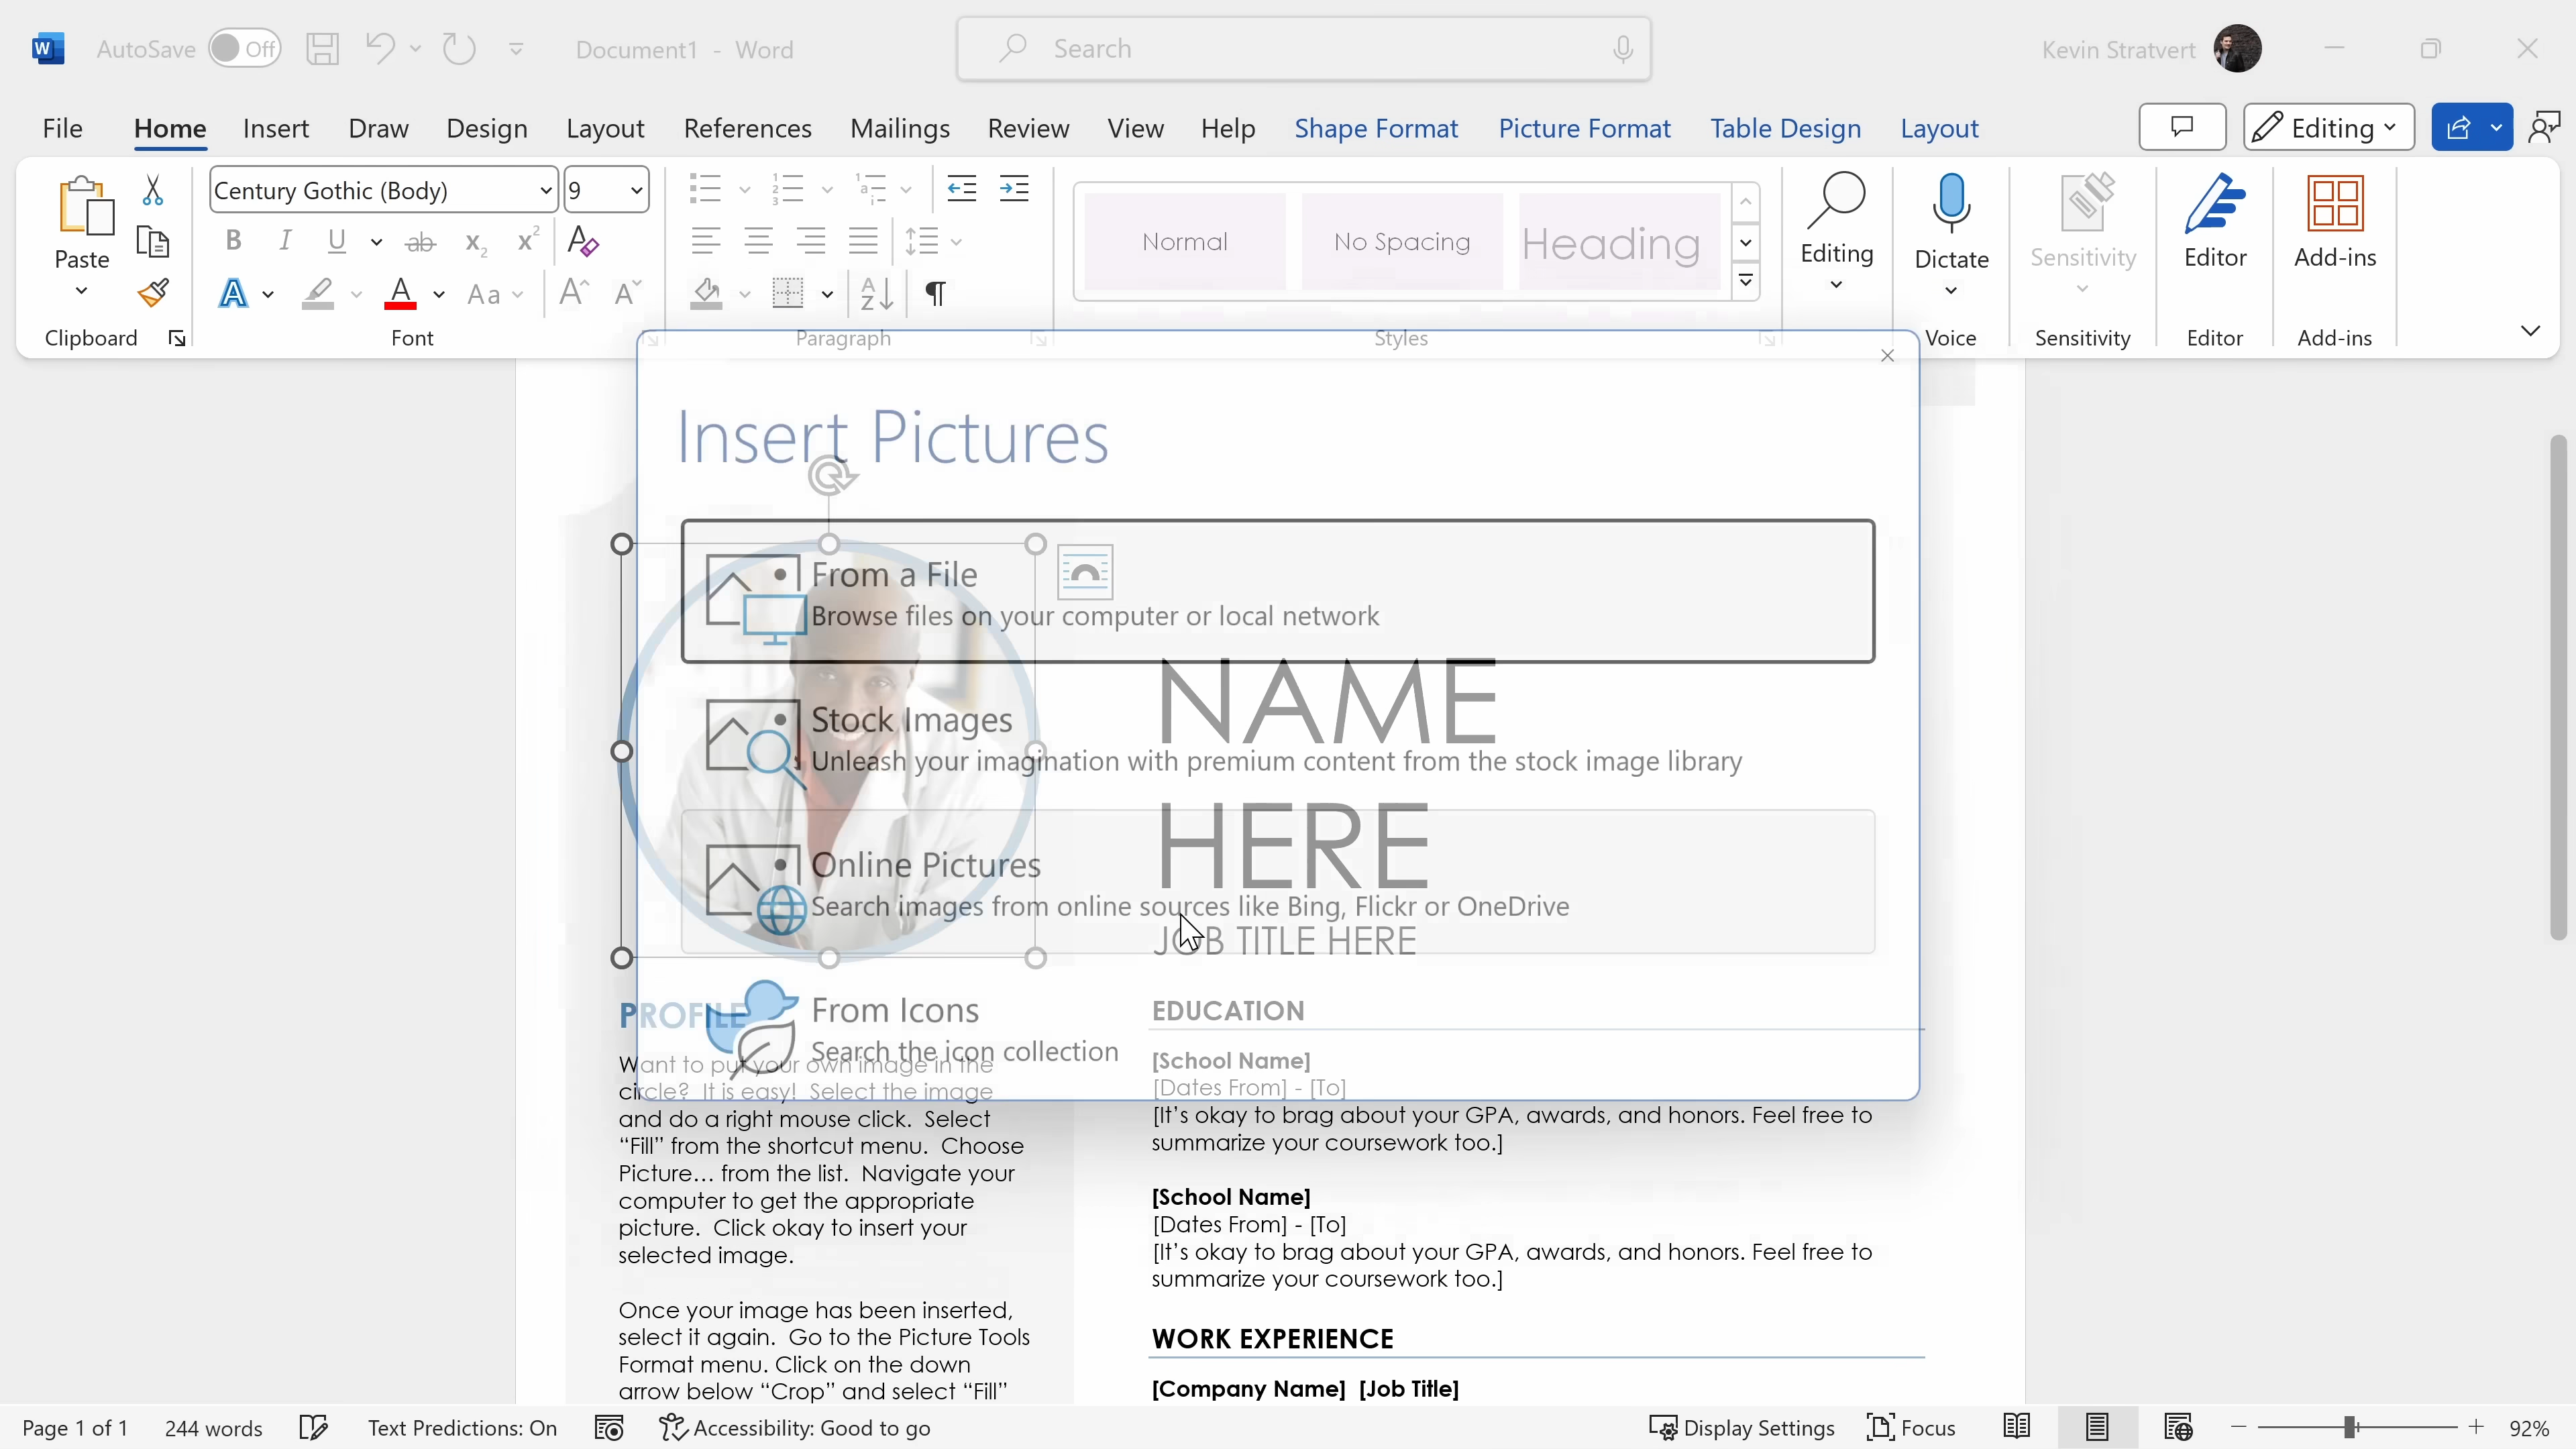 AutoSave Off Document1 - Word Search Kevin Stratvert
File Home Insert Draw Design Layout References Mailings Review View Help Shape Format Picture Format Table Design Layout Editing
Century Gothic (Body) 9
Paste
B I U ab x2 x2 A
A A Aa A A A Z ¶
Normal No Spacing Heading
Editing Dictate Sensitivity Editor Add-ins
Clipboard Font Paragraph Styles Voice Sensitivity Editor Add-ins
Insert Pictures
From a File
Browse files on your computer or local network
Stock Images
Unleash your imagination with premium content from the stock image library
Online Pictures
Search images from online sources like Bing, Flickr or OneDrive
From Icons
Search the icon collection
NAME
HERE
JOB TITLE HERE
PROFILE
Want to put your own image in the
circle? It is easy! Select the image
and do a right mouse click. Select
“Fill” from the shortcut menu. Choose
Picture… from the list. Navigate your
computer to get the appropriate
picture. Click okay to insert your
selected image.
Once your image has been inserted,
select it again. Go to the Picture Tools
Format menu. Click on the down
arrow below “Crop” and select “Fill”
EDUCATION
[School Name]
[Dates From] - [To]
[It’s okay to brag about your GPA, awards, and honors. Feel free to
summarize your coursework too.]
[School Name]
[Dates From] - [To]
[It’s okay to brag about your GPA, awards, and honors. Feel free to
summarize your coursework too.]
WORK EXPERIENCE
[Company Name] [Job Title]
Page 1 of 1 244 words Text Predictions: On Accessibility: Good to go Display Settings Focus 92%